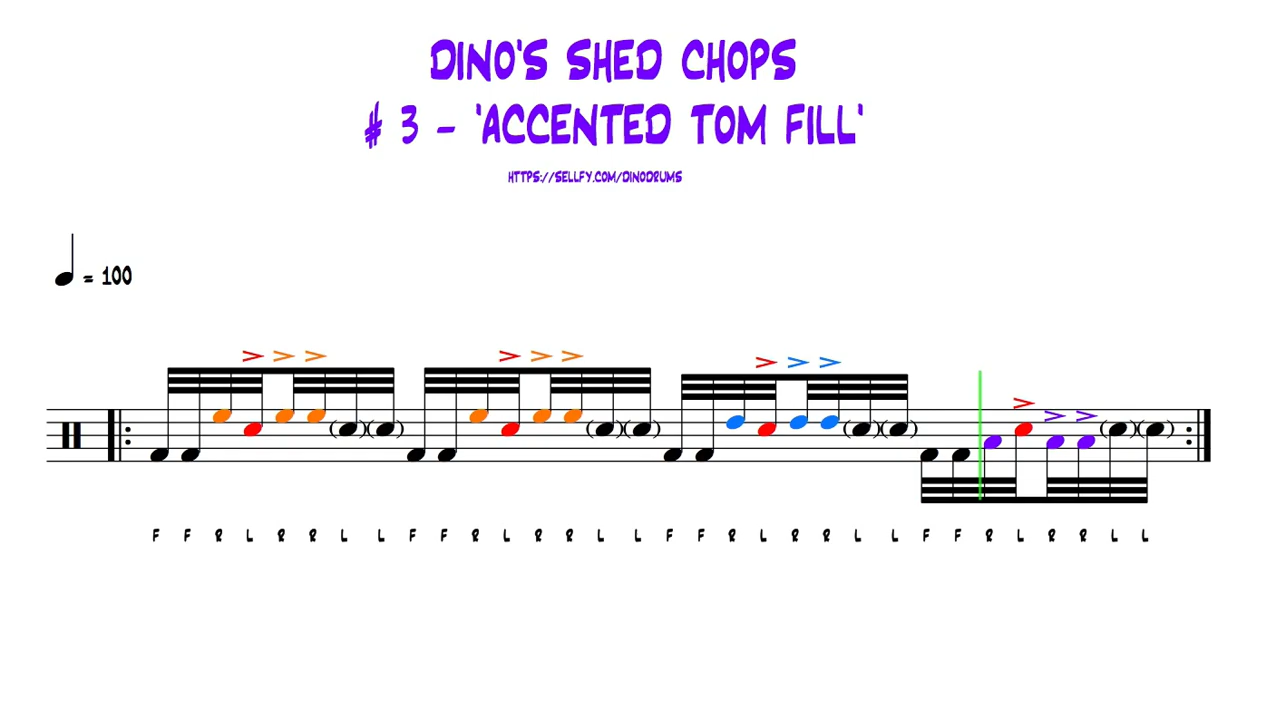 DINO'S SHED CHOPS
# 3 - 'ACCENTED TOM FILL'
HTTPS://SELLFY.COM/DINODRUMS
= 100
F F R L R R L L F F R L R R L L F F R L R R L L F F R L R R L L